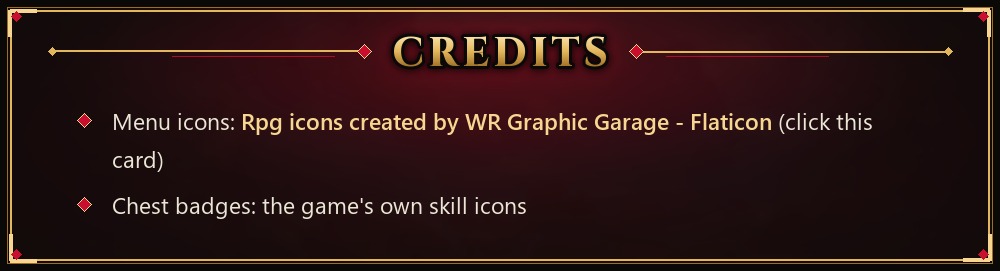 CREDITS
Menu icons: Rpg icons created by WR Graphic Garage - Flaticon (click this
card)
Chest badges: the game's own skill icons